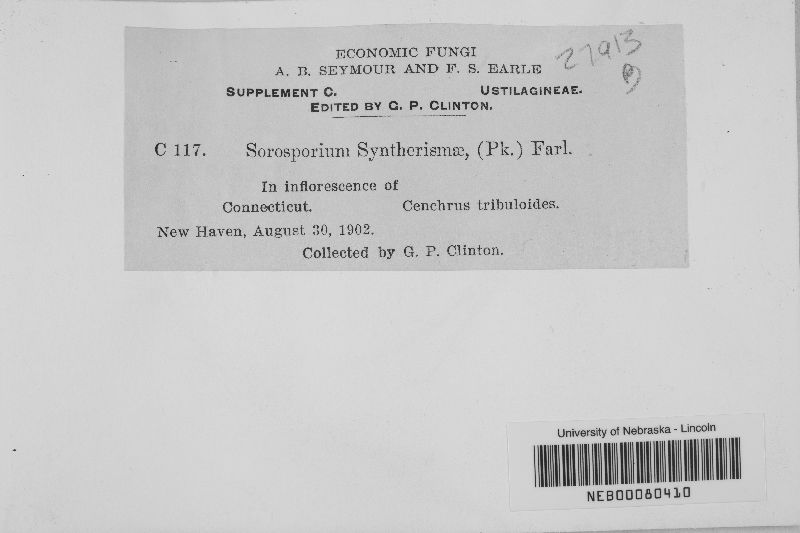 ECONOMIC FUNGI
A. B. SEYMOUR AND F. S. EARLE
SUPPLEMENT C. USTILAGINEAE.
EDITED BY G. P. CLINTON.
27913
C 117. Sorosporium Syntherismæ, (Pk.) Farl.
In inflorescence of
Connecticut. Cenchrus tribuloides.
New Haven, August 30, 1902.
Collected by G. P. Clinton.
University of Nebraska - Lincoln
NEB00080410